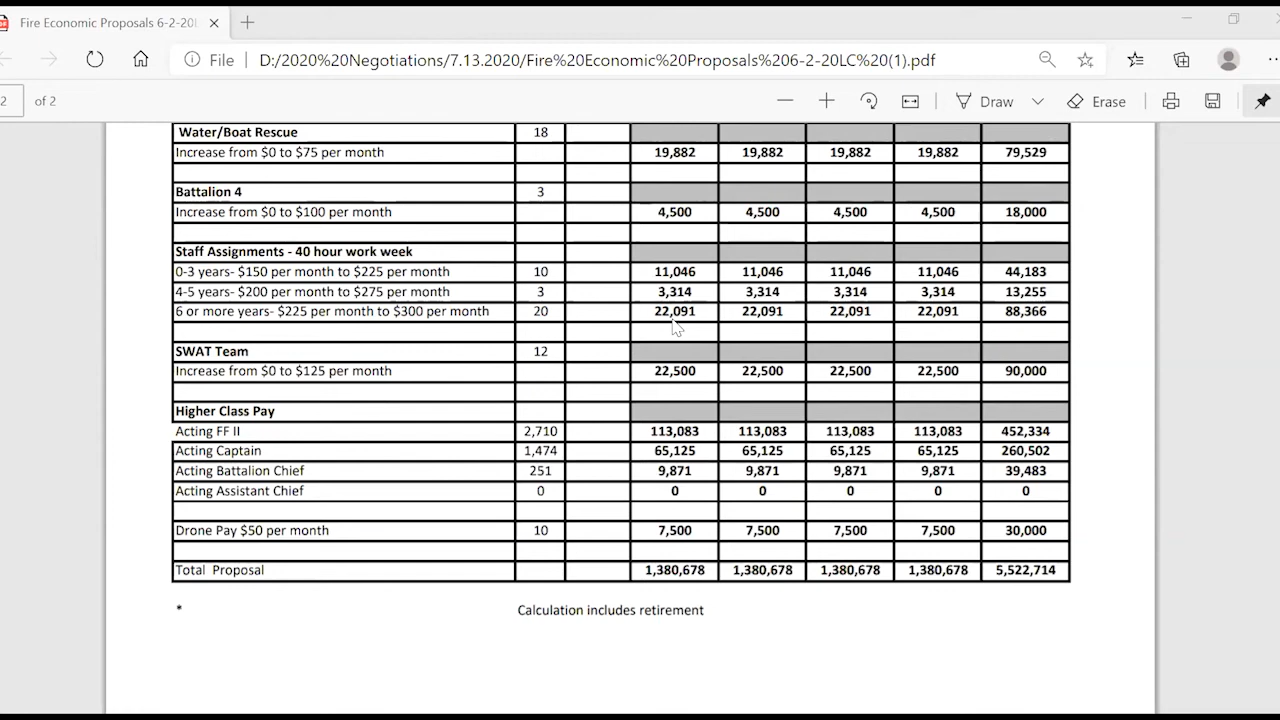 Fire Economic Proposals 6-2-20L
File D:/2020%20Negotiations/7.13.2020/Fire%20Economic%20Proposals%206-2-20LC%20(1).pdf
2 of 2 Draw Erase
Water/Boat Rescue 18
Increase from $0 to $75 per month 19,882 19,882 19,882 19,882 79,529
Battalion 4 3
Increase from $0 to $100 per month 4,500 4,500 4,500 4,500 18,000
Staff Assignments - 40 hour work week
0-3 years- $150 per month to $225 per month 10 11,046 11,046 11,046 11,046 44,183
4-5 years- $200 per month to $275 per month 3 3,314 3,314 3,314 3,314 13,255
6 or more years- $225 per month to $300 per month 20 22,091 22,091 22,091 22,091 88,366
SWAT Team 12
Increase from $0 to $125 per month 22,500 22,500 22,500 22,500 90,000
Higher Class Pay
Acting FF II 2,710 113,083 113,083 113,083 113,083 452,334
Acting Captain 1,474 65,125 65,125 65,125 65,125 260,502
Acting Battalion Chief 251 9,871 9,871 9,871 9,871 39,483
Acting Assistant Chief 0 0 0 0 0 0
Drone Pay $50 per month 10 7,500 7,500 7,500 7,500 30,000
Total Proposal 1,380,678 1,380,678 1,380,678 1,380,678 5,522,714
* Calculation includes retirement